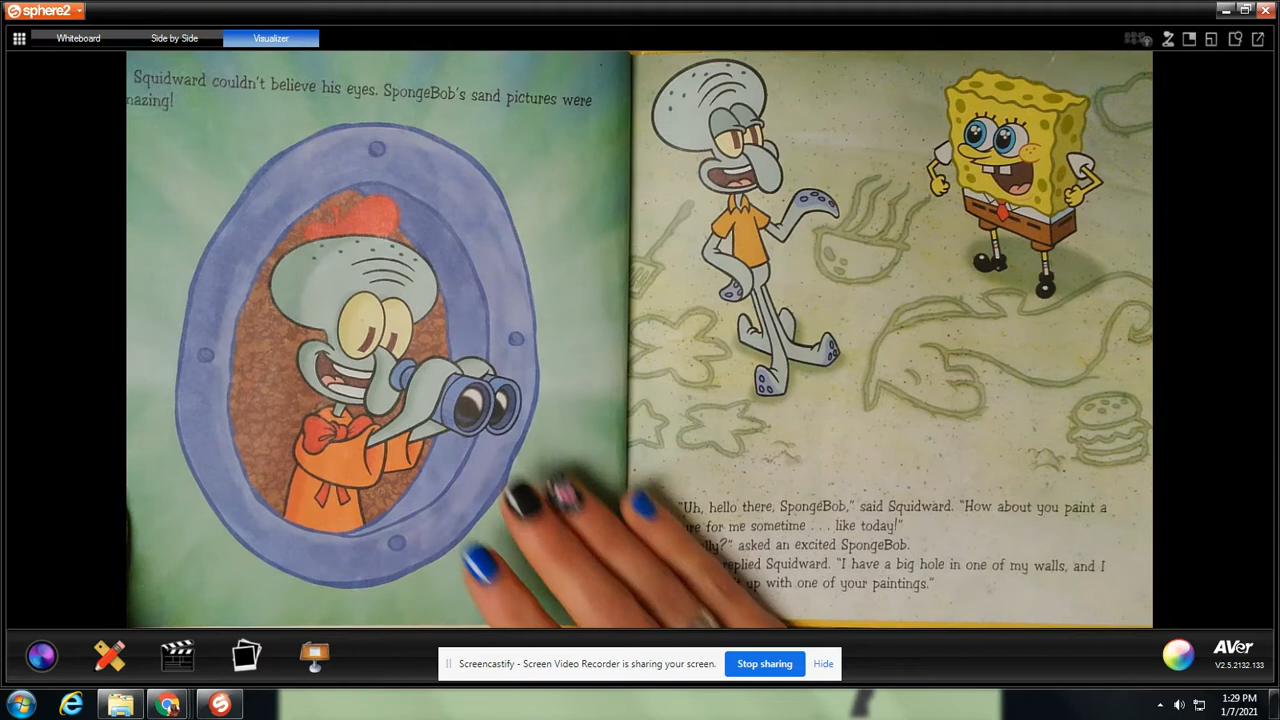 sphere2
Whiteboard
Side by Side
Visualizer
Squidward couldn't believe his eyes. SpongeBob's sand pictures were
mazing!
"Uh, hello there, SpongeBob," said Squidward. "How about you paint a
for me sometime . . . like today!"
asked an excited SpongeBob.
replied Squidward. "I have a big hole in one of my walls, and I
up with one of your paintings."
Screencastify - Screen Video Recorder is sharing your screen.
Stop sharing
Hide
AVer
V2.5.2132.133
1:29 PM
1/7/2021